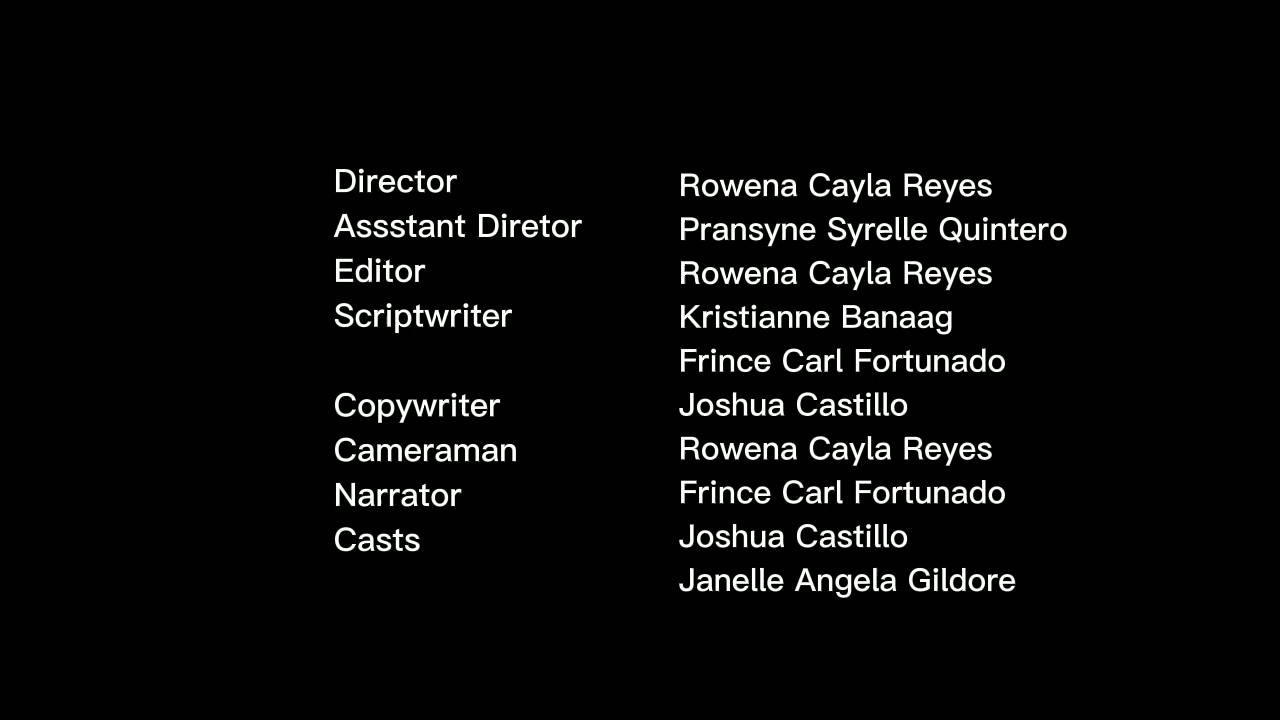 Director Rowena Cayla Reyes
Assstant Diretor Pransyne Syrelle Quintero
Editor Rowena Cayla Reyes
Scriptwriter Kristianne Banaag
Frince Carl Fortunado
Copywriter Joshua Castillo
Cameraman Rowena Cayla Reyes
Narrator Frince Carl Fortunado
Casts Joshua Castillo
Janelle Angela Gildore